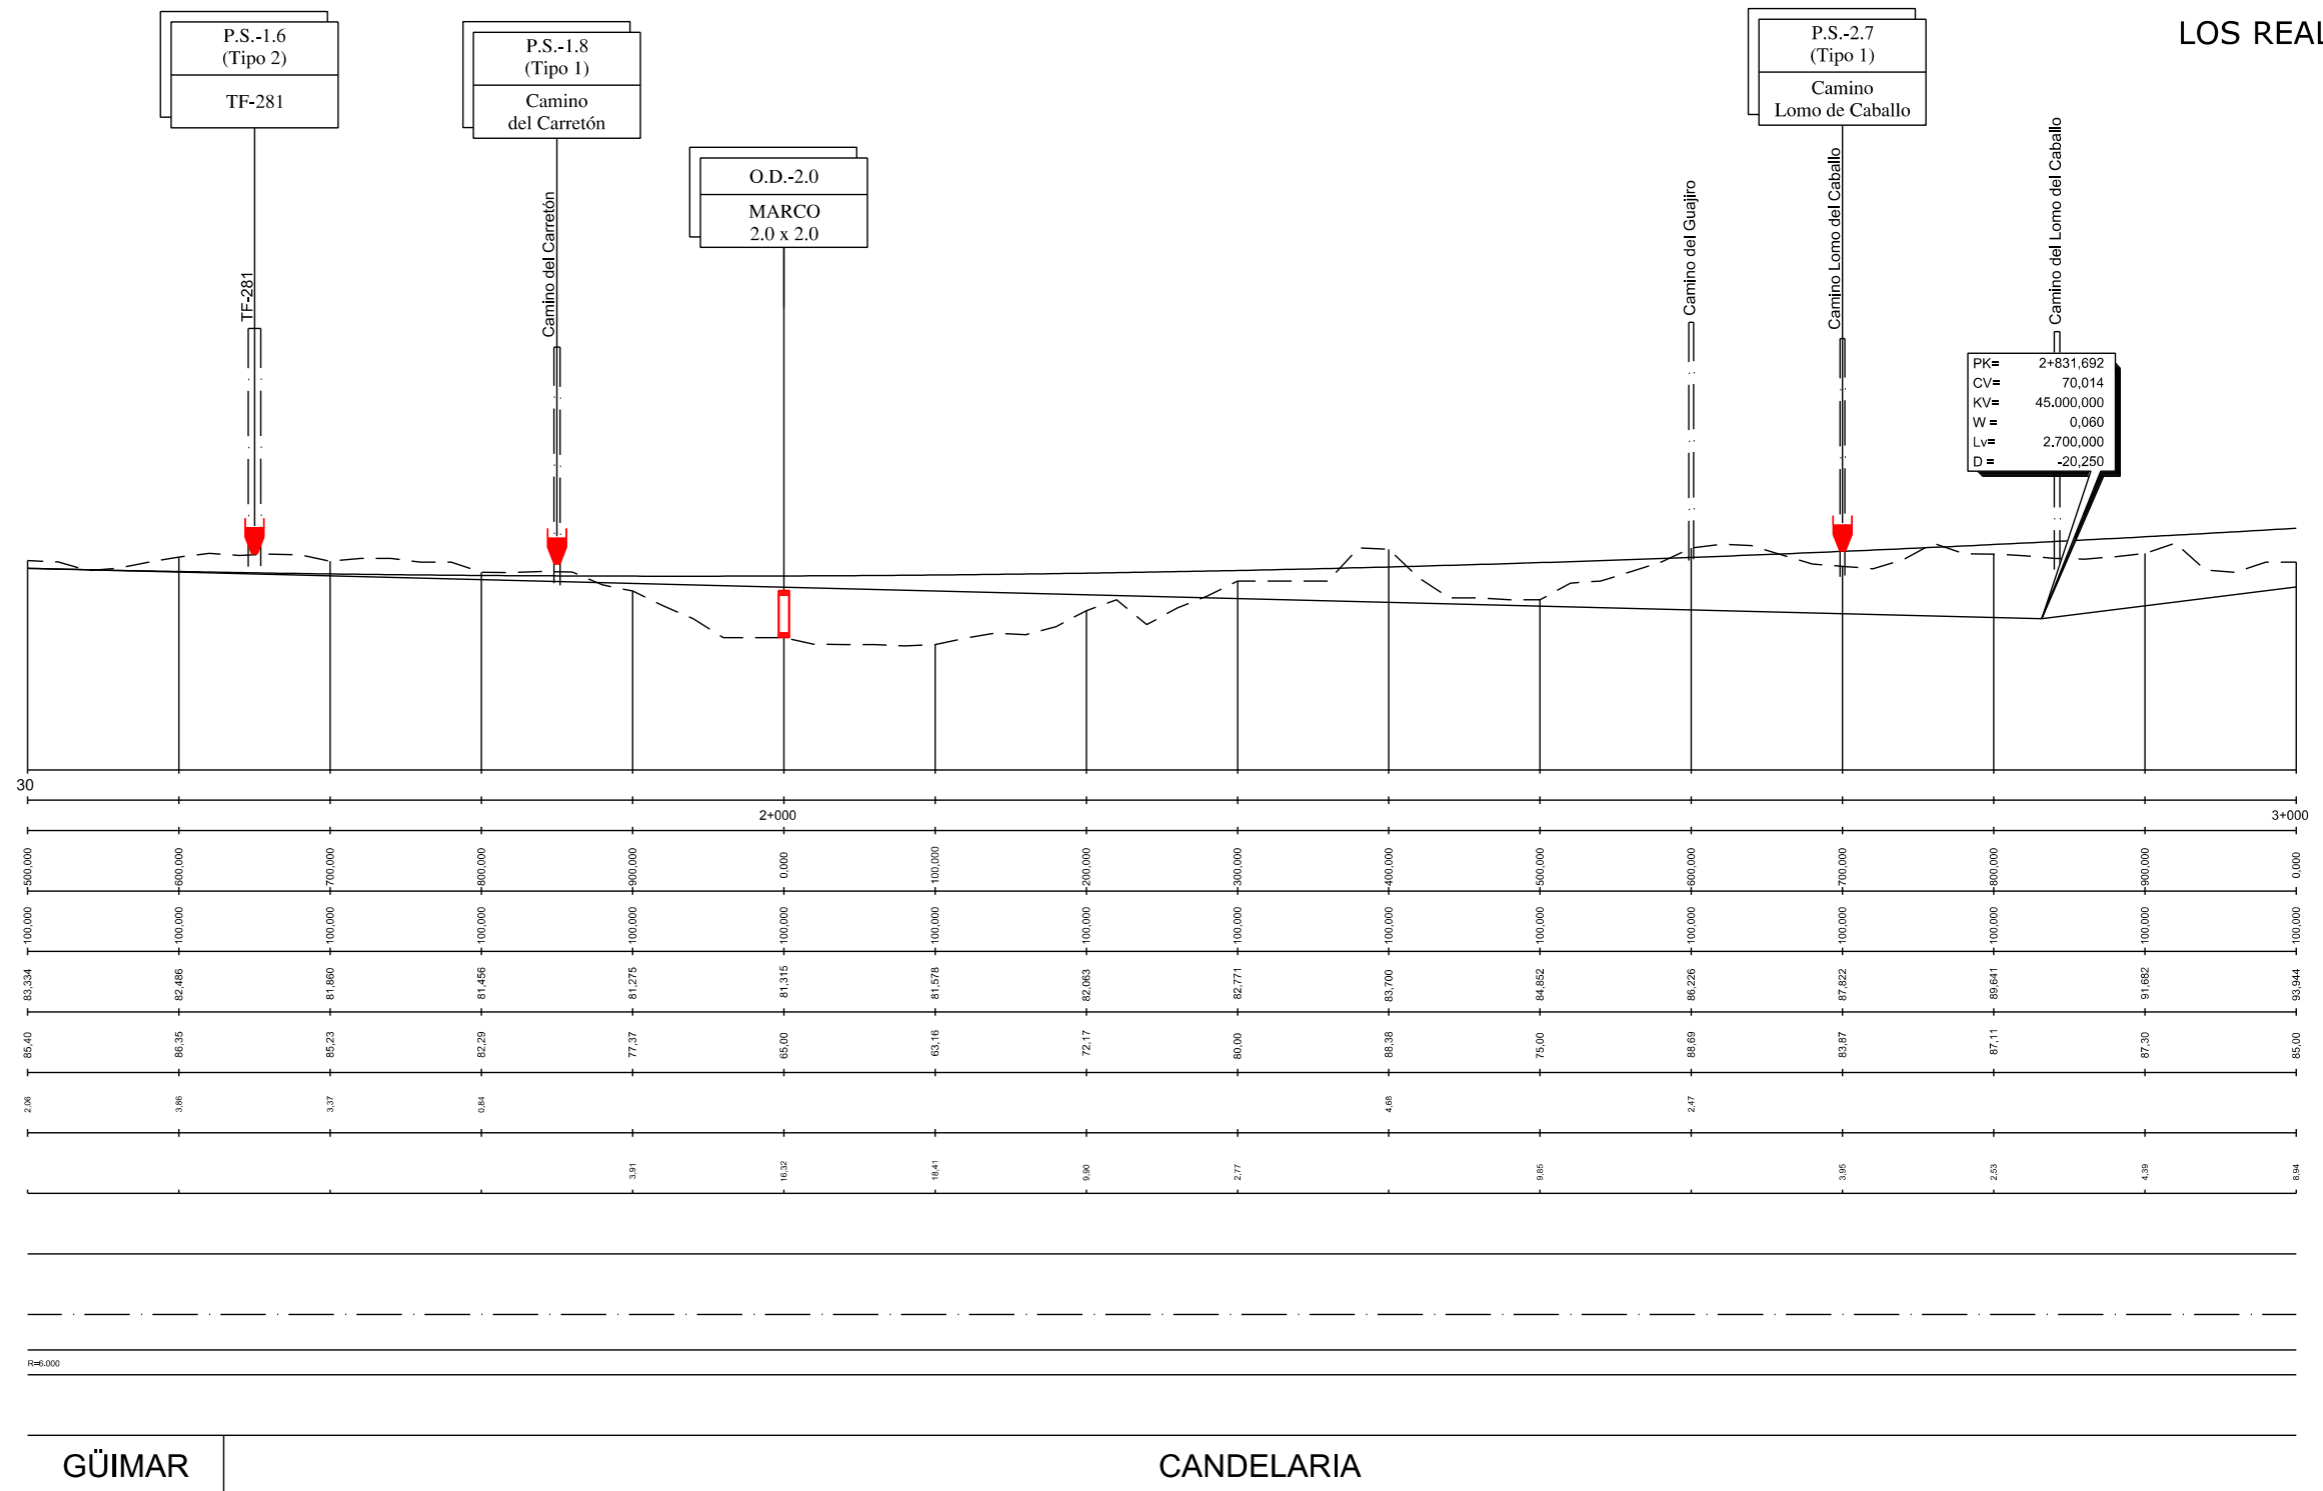 LOS REAL
P.S.-1.6
(Tipo 2)
TF-281
P.S.-1.8
(Tipo 1)
Camino
del Carretón
O.D.-2.0
MARCO
2.0 x 2.0
P.S.-2.7
(Tipo 1)
Camino
Lomo de Caballo
TF-281
Camino del Carretón
Camino del Guajiro
Camino Lomo del Caballo
Camino del Lomo del Caballo
PK= 2+831,692
CV= 70,014
KV= 45.000,000
W = 0,060
Lv= 2.700,000
D = -20,250
30
2+000 3+000
500,000 600,000 700,000 800,000 900,000 0,000 100,000 200,000 300,000 400,000 500,000 600,000 700,000 800,000 900,000 0,000
100,000 100,000 100,000 100,000 100,000 100,000 100,000 100,000 100,000 100,000 100,000 100,000 100,000 100,000 100,000 100,000
83,334 82,486 81,860 81,456 81,275 81,315 81,578 82,063 82,771 83,700 84,852 86,226 87,822 89,641 91,682 93,944
85,40 86,35 85,23 82,29 77,37 65,00 63,16 72,17 80,00 88,38 75,00 88,69 83,87 87,11 87,30 85,00
2,06 3,86 3,37 0,84 4,68 2,47
3,91 16,32 18,41 9,90 2,77 9,85 3,95 2,53 4,39 8,94
R=6.000
GÜIMAR CANDELARIA